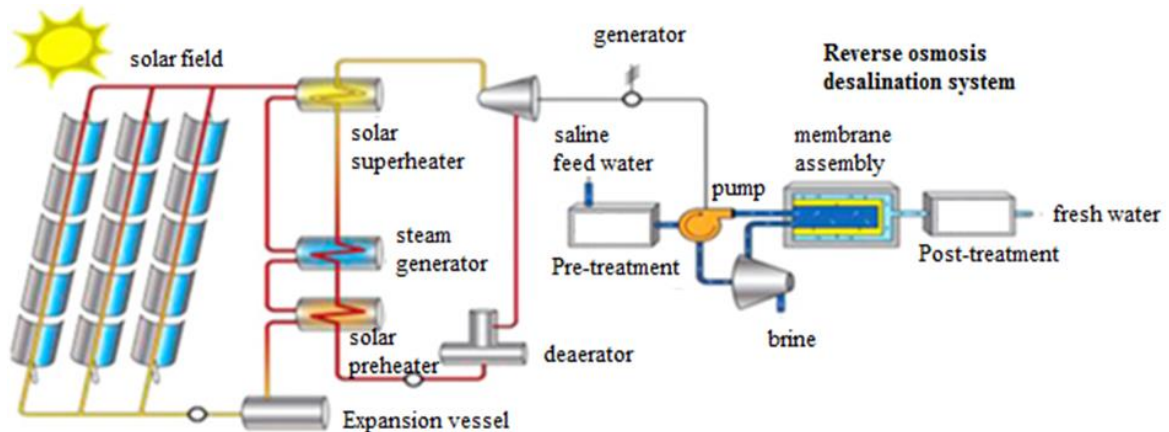 generator
Reverse osmosis
desalination system
solar field
solar
superheater
saline
feed water
membrane
assembly
pump
fresh water
steam
generator
Pre-treatment
Post-treatment
solar
preheater
deaerator
brine
Expansion vessel